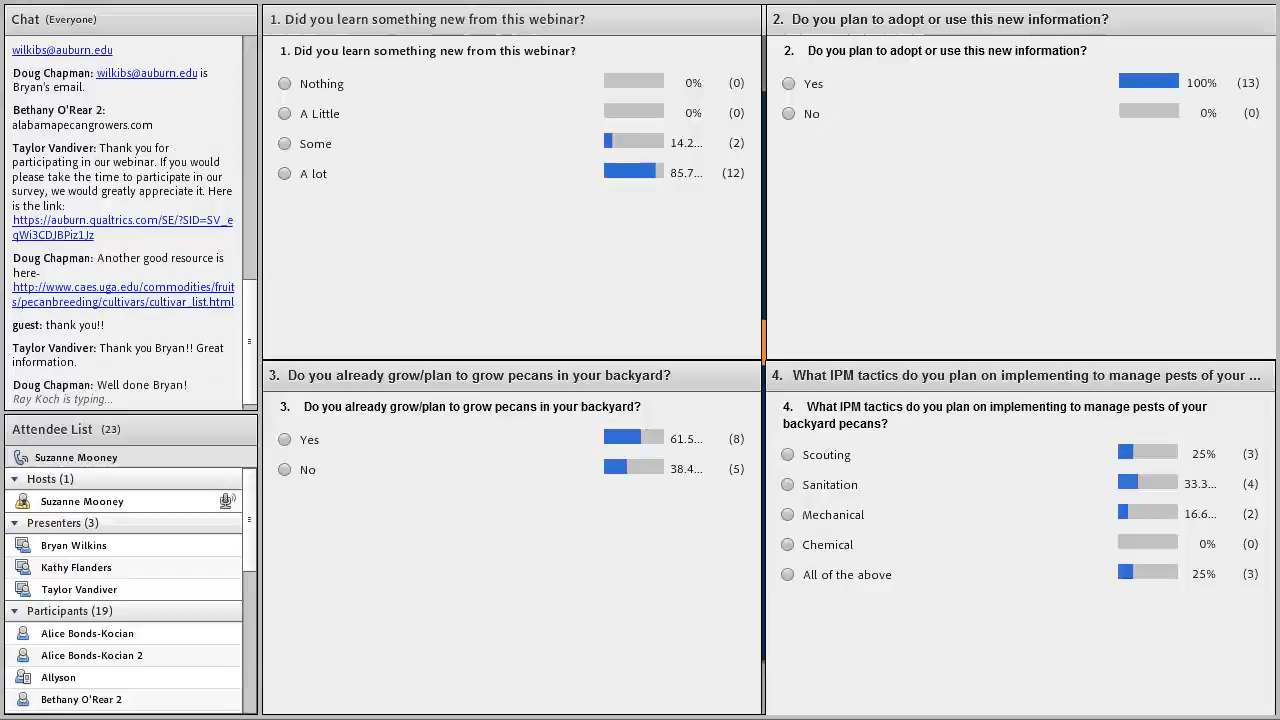 Chat (Everyone)
wilkibs@auburn.edu
Doug Chapman: wilkibs@auburn.edu is
Bryan's email.
Bethany O'Rear 2:
alabamapecangrowers.com
Taylor Vandiver: Thank you for
participating in our webinar. If you would
please take the time to participate in our
survey, we would greatly appreciate it. Here
is the link:
https://auburn.qualtrics.com/SE/?SID=SV_e
qWi3CDJBPiz1Jz
Doug Chapman: Another good resource is
here-
http://www.caes.uga.edu/commodities/fruit
s/pecanbreeding/cultivars/cultivar_list.html
guest: thank you!!
Taylor Vandiver: Thank you Bryan!! Great
information.
Doug Chapman: Well done Bryan!
Ray Koch is typing...
Attendee List (23)
Suzanne Mooney
Hosts (1)
Suzanne Mooney
Presenters (3)
Bryan Wilkins
Kathy Flanders
Taylor Vandiver
Participants (19)
Alice Bonds-Kocian
Alice Bonds-Kocian 2
Allyson
Bethany O'Rear 2
1. Did you learn something new from this webinar?
1. Did you learn something new from this webinar?
Nothing 0% (0)
A Little 0% (0)
Some 14.2... (2)
A lot 85.7... (12)
2. Do you plan to adopt or use this new information?
2. Do you plan to adopt or use this new information?
Yes 100% (13)
No 0% (0)
3. Do you already grow/plan to grow pecans in your backyard?
3. Do you already grow/plan to grow pecans in your backyard?
Yes 61.5... (8)
No 38.4... (5)
4. What IPM tactics do you plan on implementing to manage pests of your ...
4. What IPM tactics do you plan on implementing to manage pests of your
backyard pecans?
Scouting 25% (3)
Sanitation 33.3... (4)
Mechanical 16.6... (2)
Chemical 0% (0)
All of the above 25% (3)